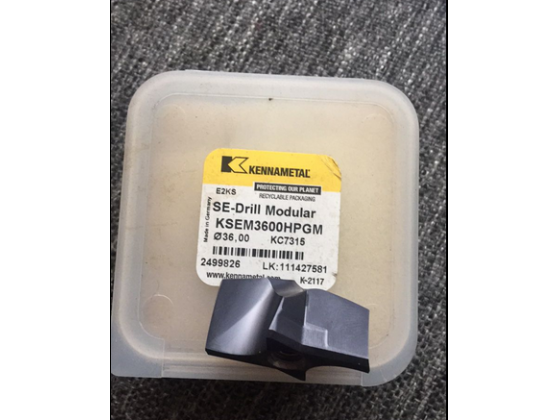 KENNAMETAL
E2KS
PROTECTING OUR PLANET
RECYCLABLE PACKAGING
Made in Germany
SE-Drill Modular
KSEM3600HPGM
Ø36,00 KC7315
2499826 LK:111427581
www.kennametal.com K-2117